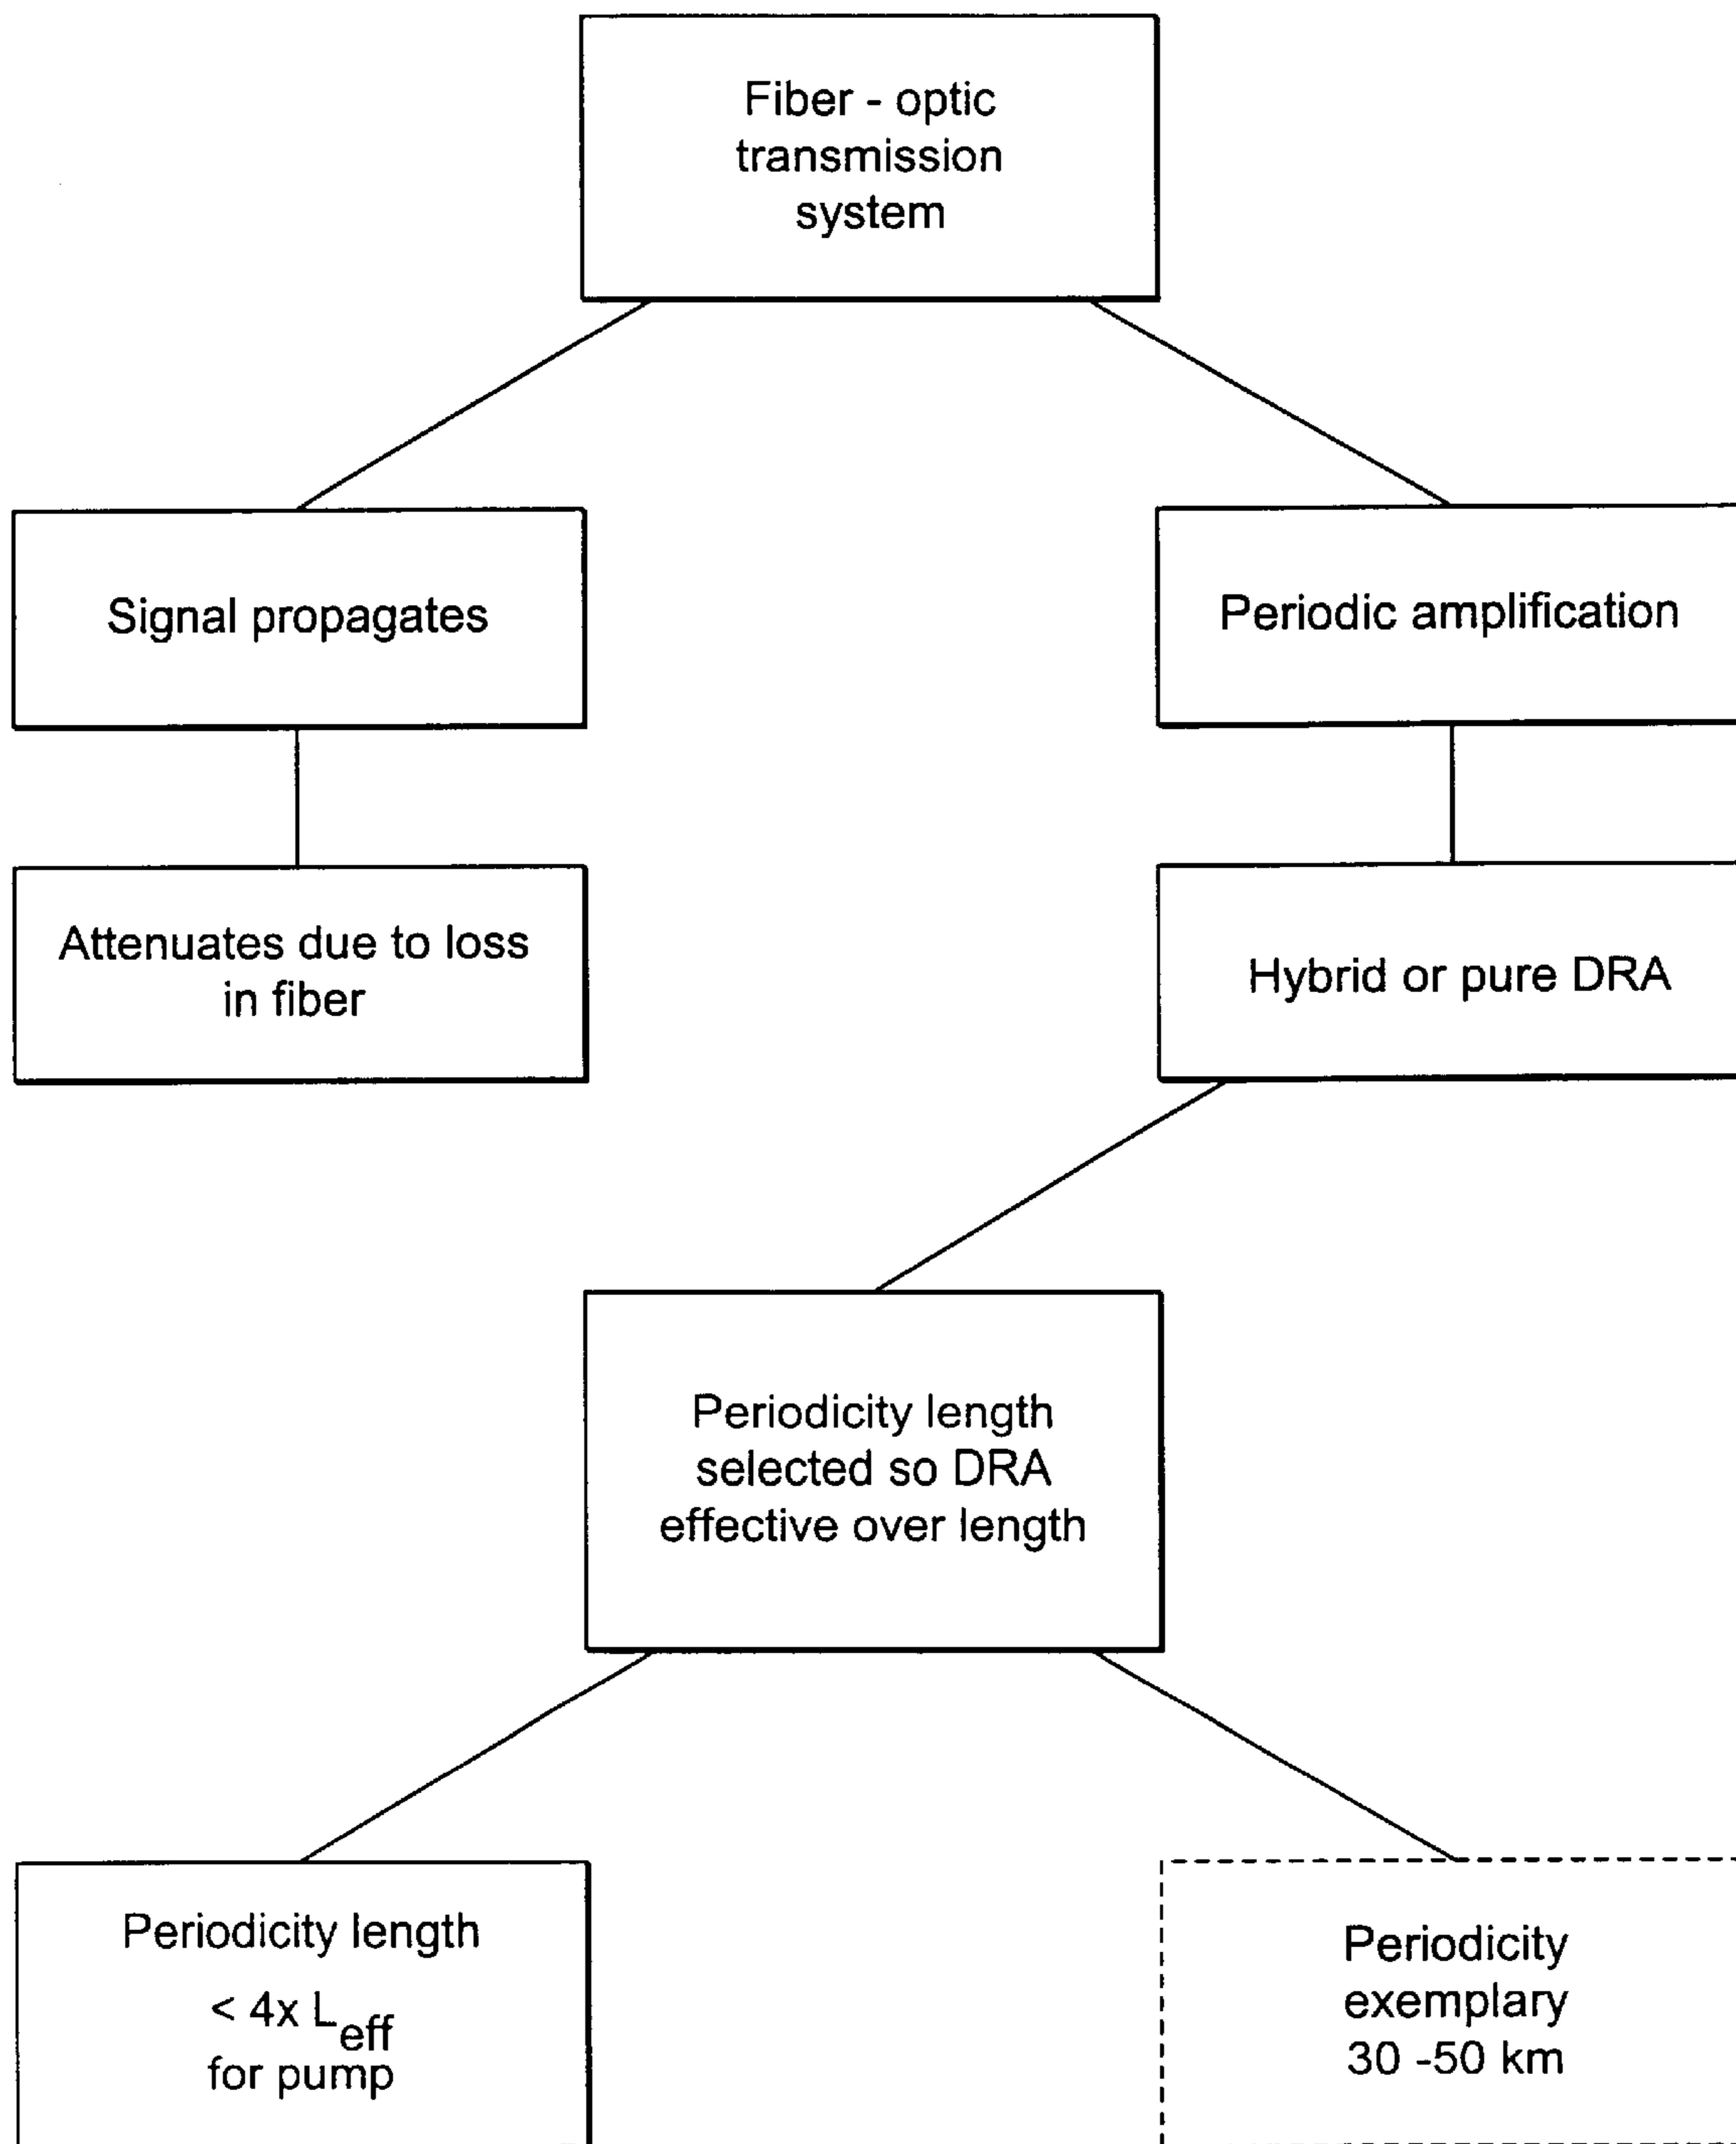 Fiber - optic
transmission
system
Signal propagates
Periodic amplification
Attenuates due to loss
in fiber
Hybrid or pure DRA
Periodicity length
selected so DRA
effective over length
Periodicity length
< 4x Leff
for pump
Periodicity
exemplary
30 -50 km